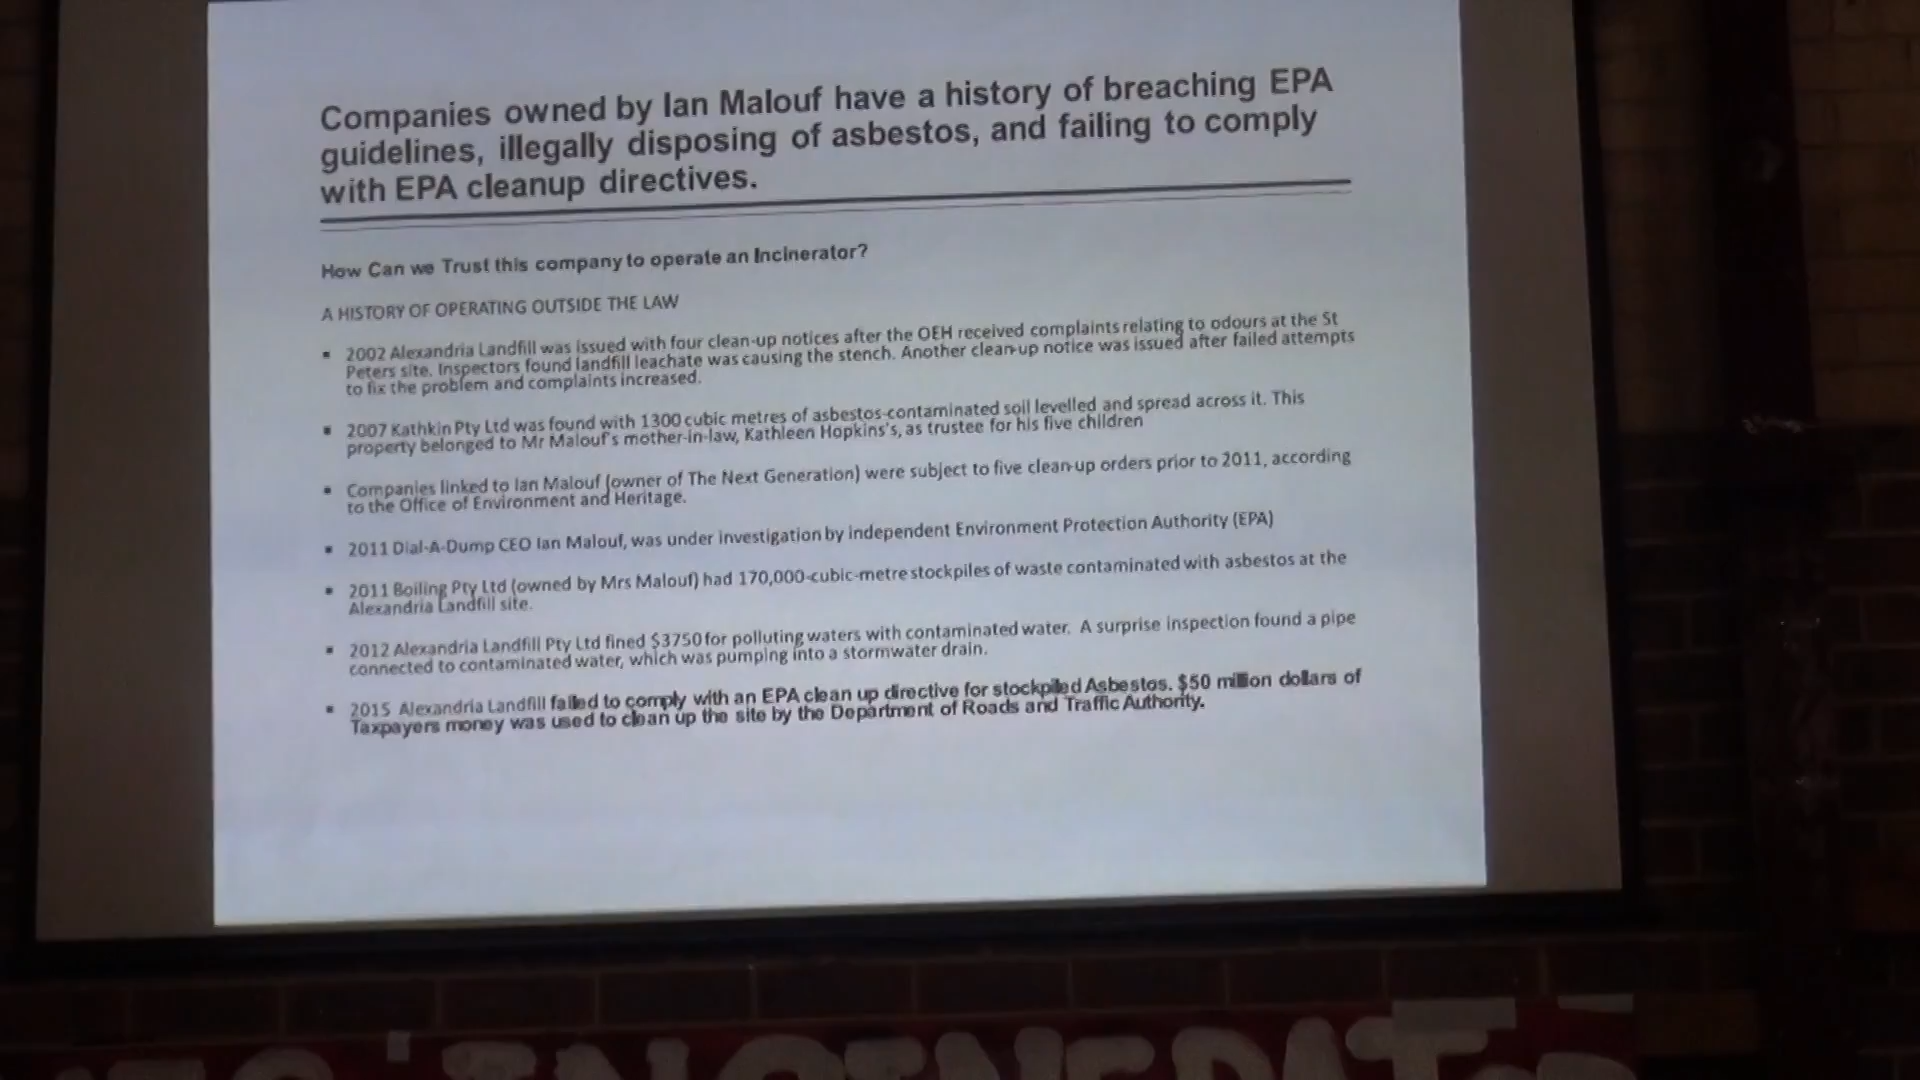 Companies owned by Ian Malouf have a history of breaching EPA
guidelines, illegally disposing of asbestos, and failing to comply
with EPA cleanup directives.
How Can we Trust this company to operate an Incinerator?
A HISTORY OF OPERATING OUTSIDE THE LAW
▪ 2002 Alexandria Landfill was issued with four clean-up notices after the OEH received complaints relating to odours at the St
Peters site. Inspectors found landfill leachate was causing the stench. Another clean-up notice was issued after failed attempts
to fix the problem and complaints increased.
▪ 2007 Kathkin Pty Ltd was found with 1300 cubic metres of asbestos-contaminated soil levelled and spread across it. This
property belonged to Mr Malouf's mother-in-law, Kathleen Hopkins's, as trustee for his five children
▪ Companies linked to Ian Malouf (owner of The Next Generation) were subject to five clean-up orders prior to 2011, according
to the Office of Environment and Heritage.
▪ 2011 Dial-A-Dump CEO Ian Malouf, was under investigation by independent Environment Protection Authority (EPA)
▪ 2011 Boiling Pty Ltd (owned by Mrs Malouf) had 170,000-cubic-metre stockpiles of waste contaminated with asbestos at the
Alexandria Landfill site.
▪ 2012 Alexandria Landfill Pty Ltd fined $3750 for polluting waters with contaminated water. A surprise inspection found a pipe
connected to contaminated water, which was pumping into a stormwater drain.
▪ 2015 Alexandria Landfill failed to comply with an EPA clean up directive for stockpiled Asbestos. $50 million dollars of
Taxpayers money was used to clean up the site by the Department of Roads and Traffic Authority.